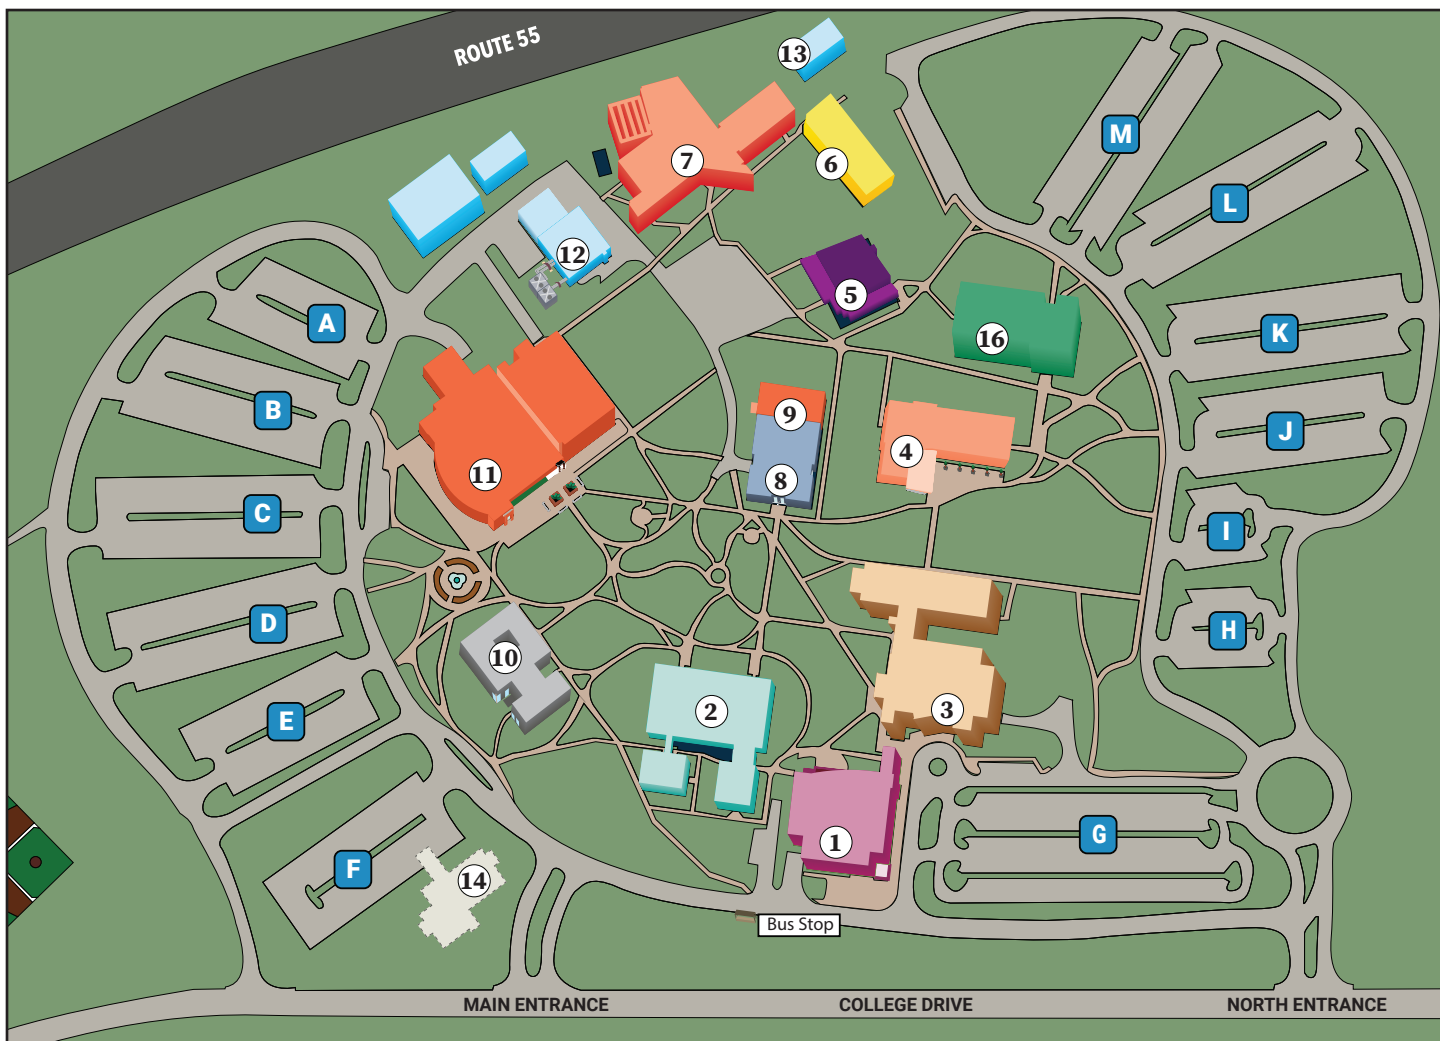 ROUTE 55
13
M
7
6
L
12
5
A
K
16
B
9
J
4
11
8
C
I
D
H
10
2
3
E
G
1
F
14
Bus Stop
MAIN ENTRANCE
COLLEGE DRIVE
NORTH ENTRANCE